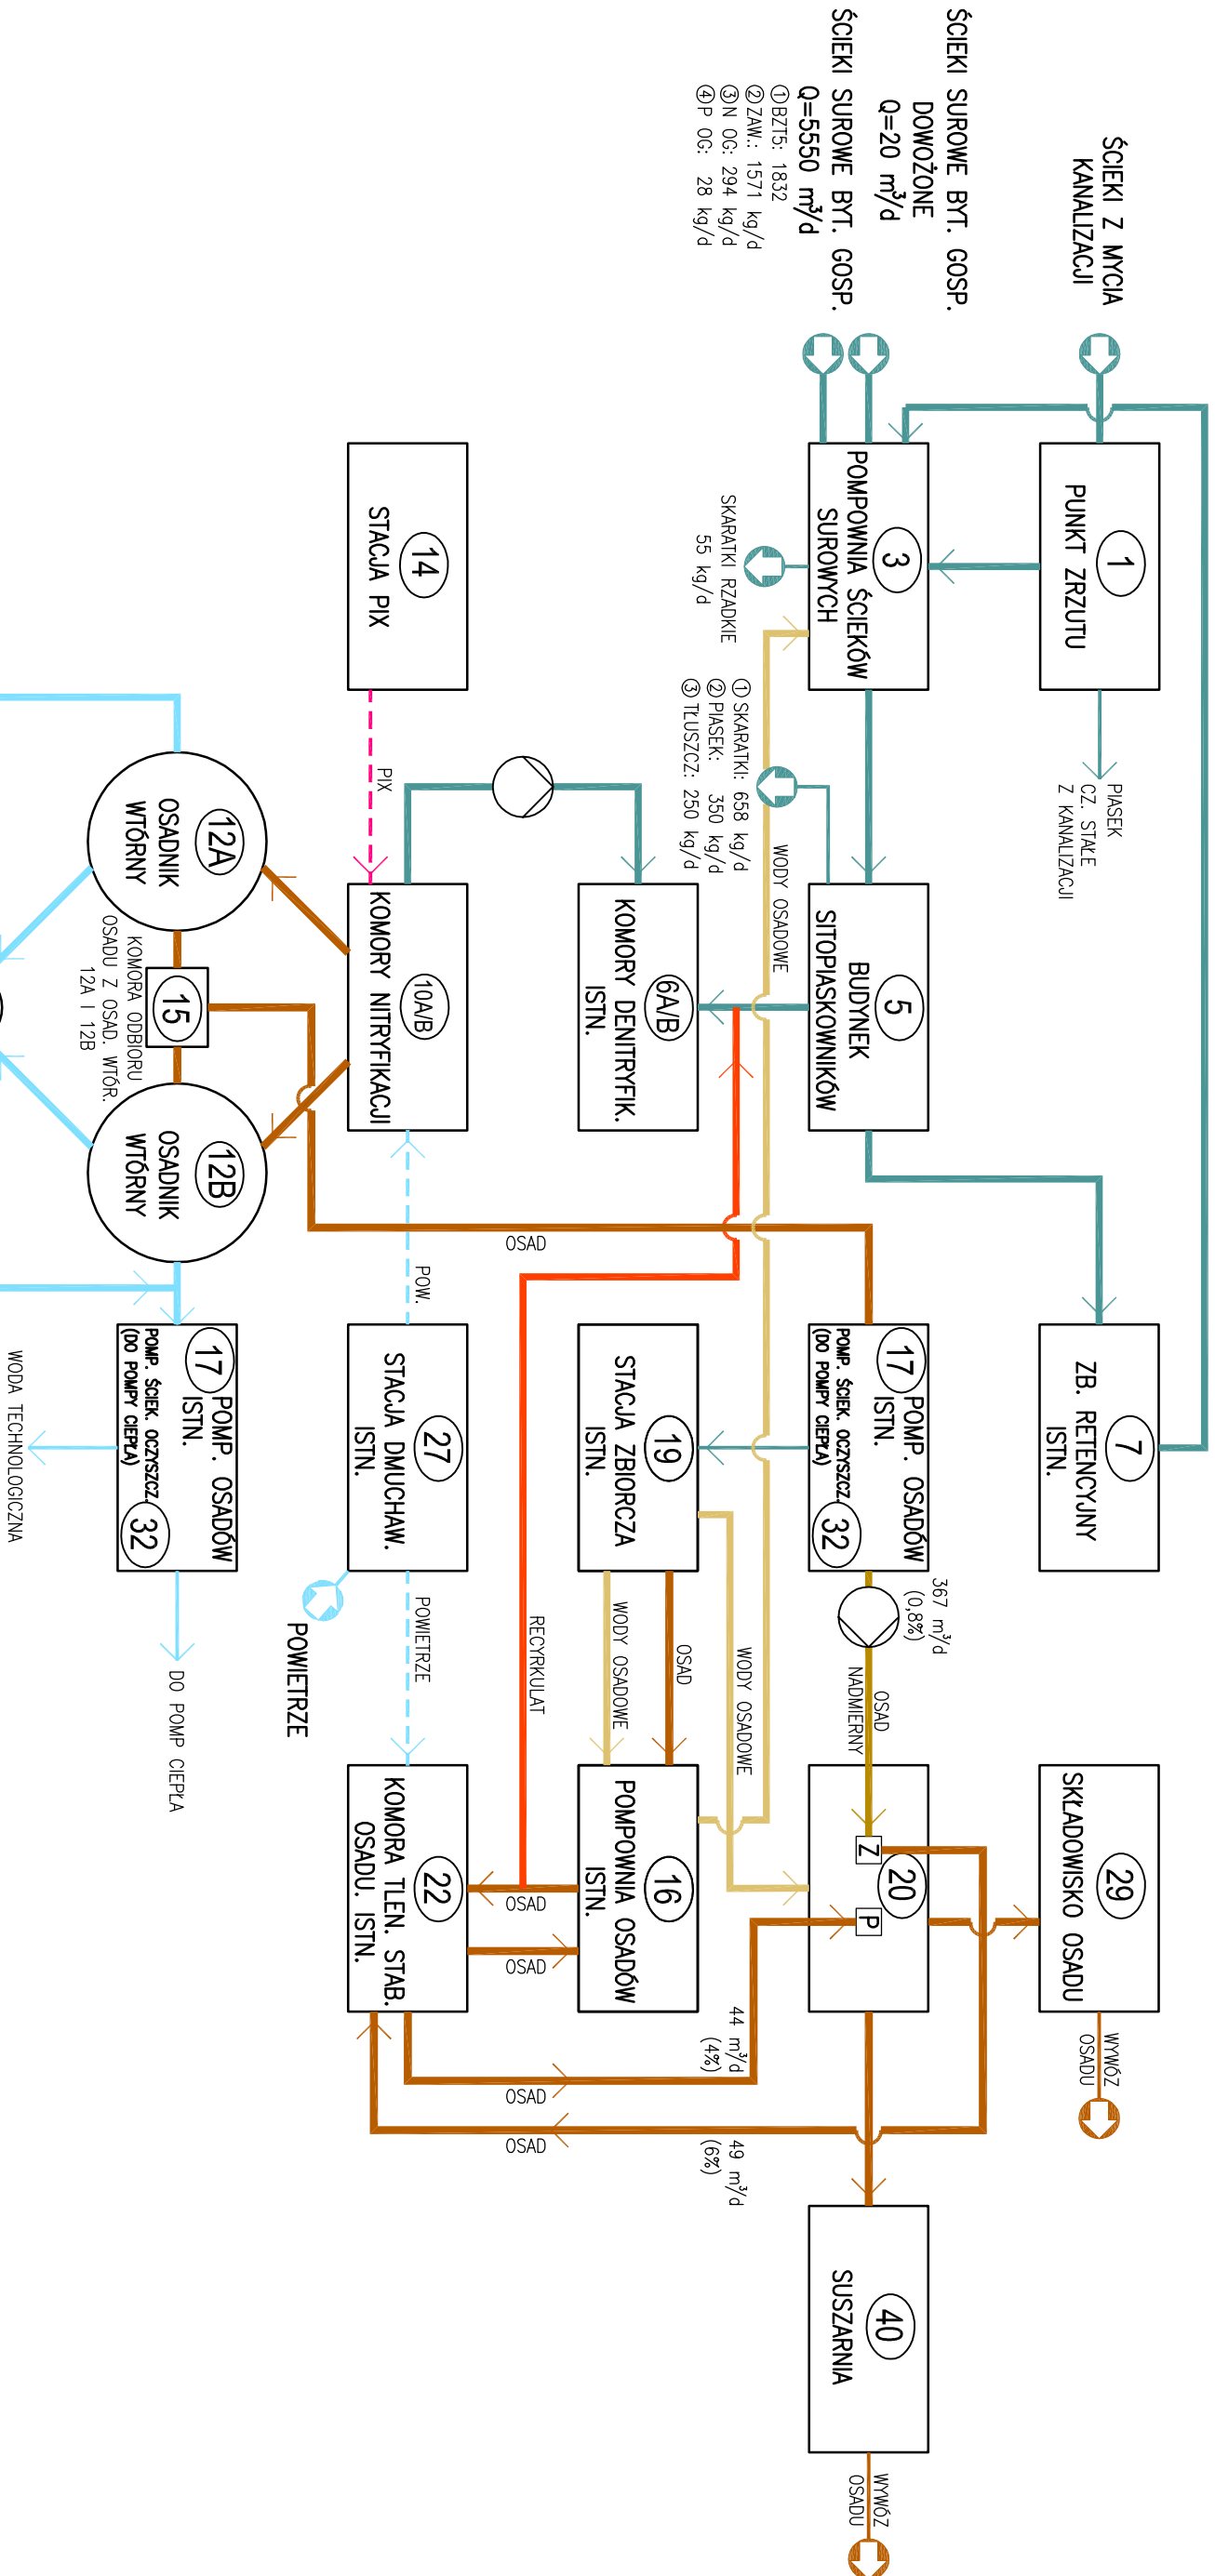 ŚCIEKI Z MYCIA
KANALIZACJI
1
PUNKT ZRZUTU
PIASEK
CZ. STAŁE
Z KANALIZACJI
7
ZB. RETENCYJNY
ISTN.
29
SKŁADOWISKO OSADU
WYWÓZ
OSADU
ŚCIEKI SUROWE BYT. GOSP.
DOWOŻONE
Q=20 m³/d
ŚCIEKI SUROWE BYT. GOSP.
Q=5550 m³/d
① BZT5: 1832
② ZAW.: 1571 kg/d
③ N OG: 294 kg/d
④ P OG: 28 kg/d
3
POMPOWNIA ŚCIEKÓW
SUROWYCH
SKARATKI RZADKIE
55 kg/d
5
BUDYNEK
SITOPIASKOWNIKÓW
① SKARATKI: 658 kg/d
② PIASEK: 350 kg/d
③ TŁUSZCZ: 250 kg/d
WODY OSADOWE
17
POMP. OSADÓW
ISTN.
POMP. ŚCIEK. OCZYSZCZ.
(DO POMPY CIEPŁA)
32
367 m³/d
(0,8%)
OSAD
NADMIERNY
Z
20
P
40
SUSZARNIA
WYWÓZ
OSADU
6A/B
KOMORY DENITRYFIK.
ISTN.
19
STACJA ZBIORCZA
ISTN.
WODY OSADOWE
OSAD
WODY OSADOWE
16
POMPOWNIA OSADÓW
ISTN.
44 m³/d
(4%)
49 m³/d
(6%)
OSAD
RECYRKULAT
OSAD
OSAD
OSAD
OSAD
14
STACJA PIX
PIX
10A/B
KOMORY NITRYFIKACJI
POW.
27
STACJA DMUCHAW.
ISTN.
POWIETRZE
POWIETRZE
22
KOMORA TLEN. STAB.
OSADU. ISTN.
12A
OSADNIK
WTÓRNY
KOMORA ODBIORU
OSADU Z OSAD. WTÓR.
12A I 12B
15
12B
OSADNIK
WTÓRNY
17
POMP. OSADÓW
ISTN.
POMP. ŚCIEK. OCZYSZCZ.
(DO POMPY CIEPŁA)
32
DO POMP CIEPŁA
WODA TECHNOLOGICZNA